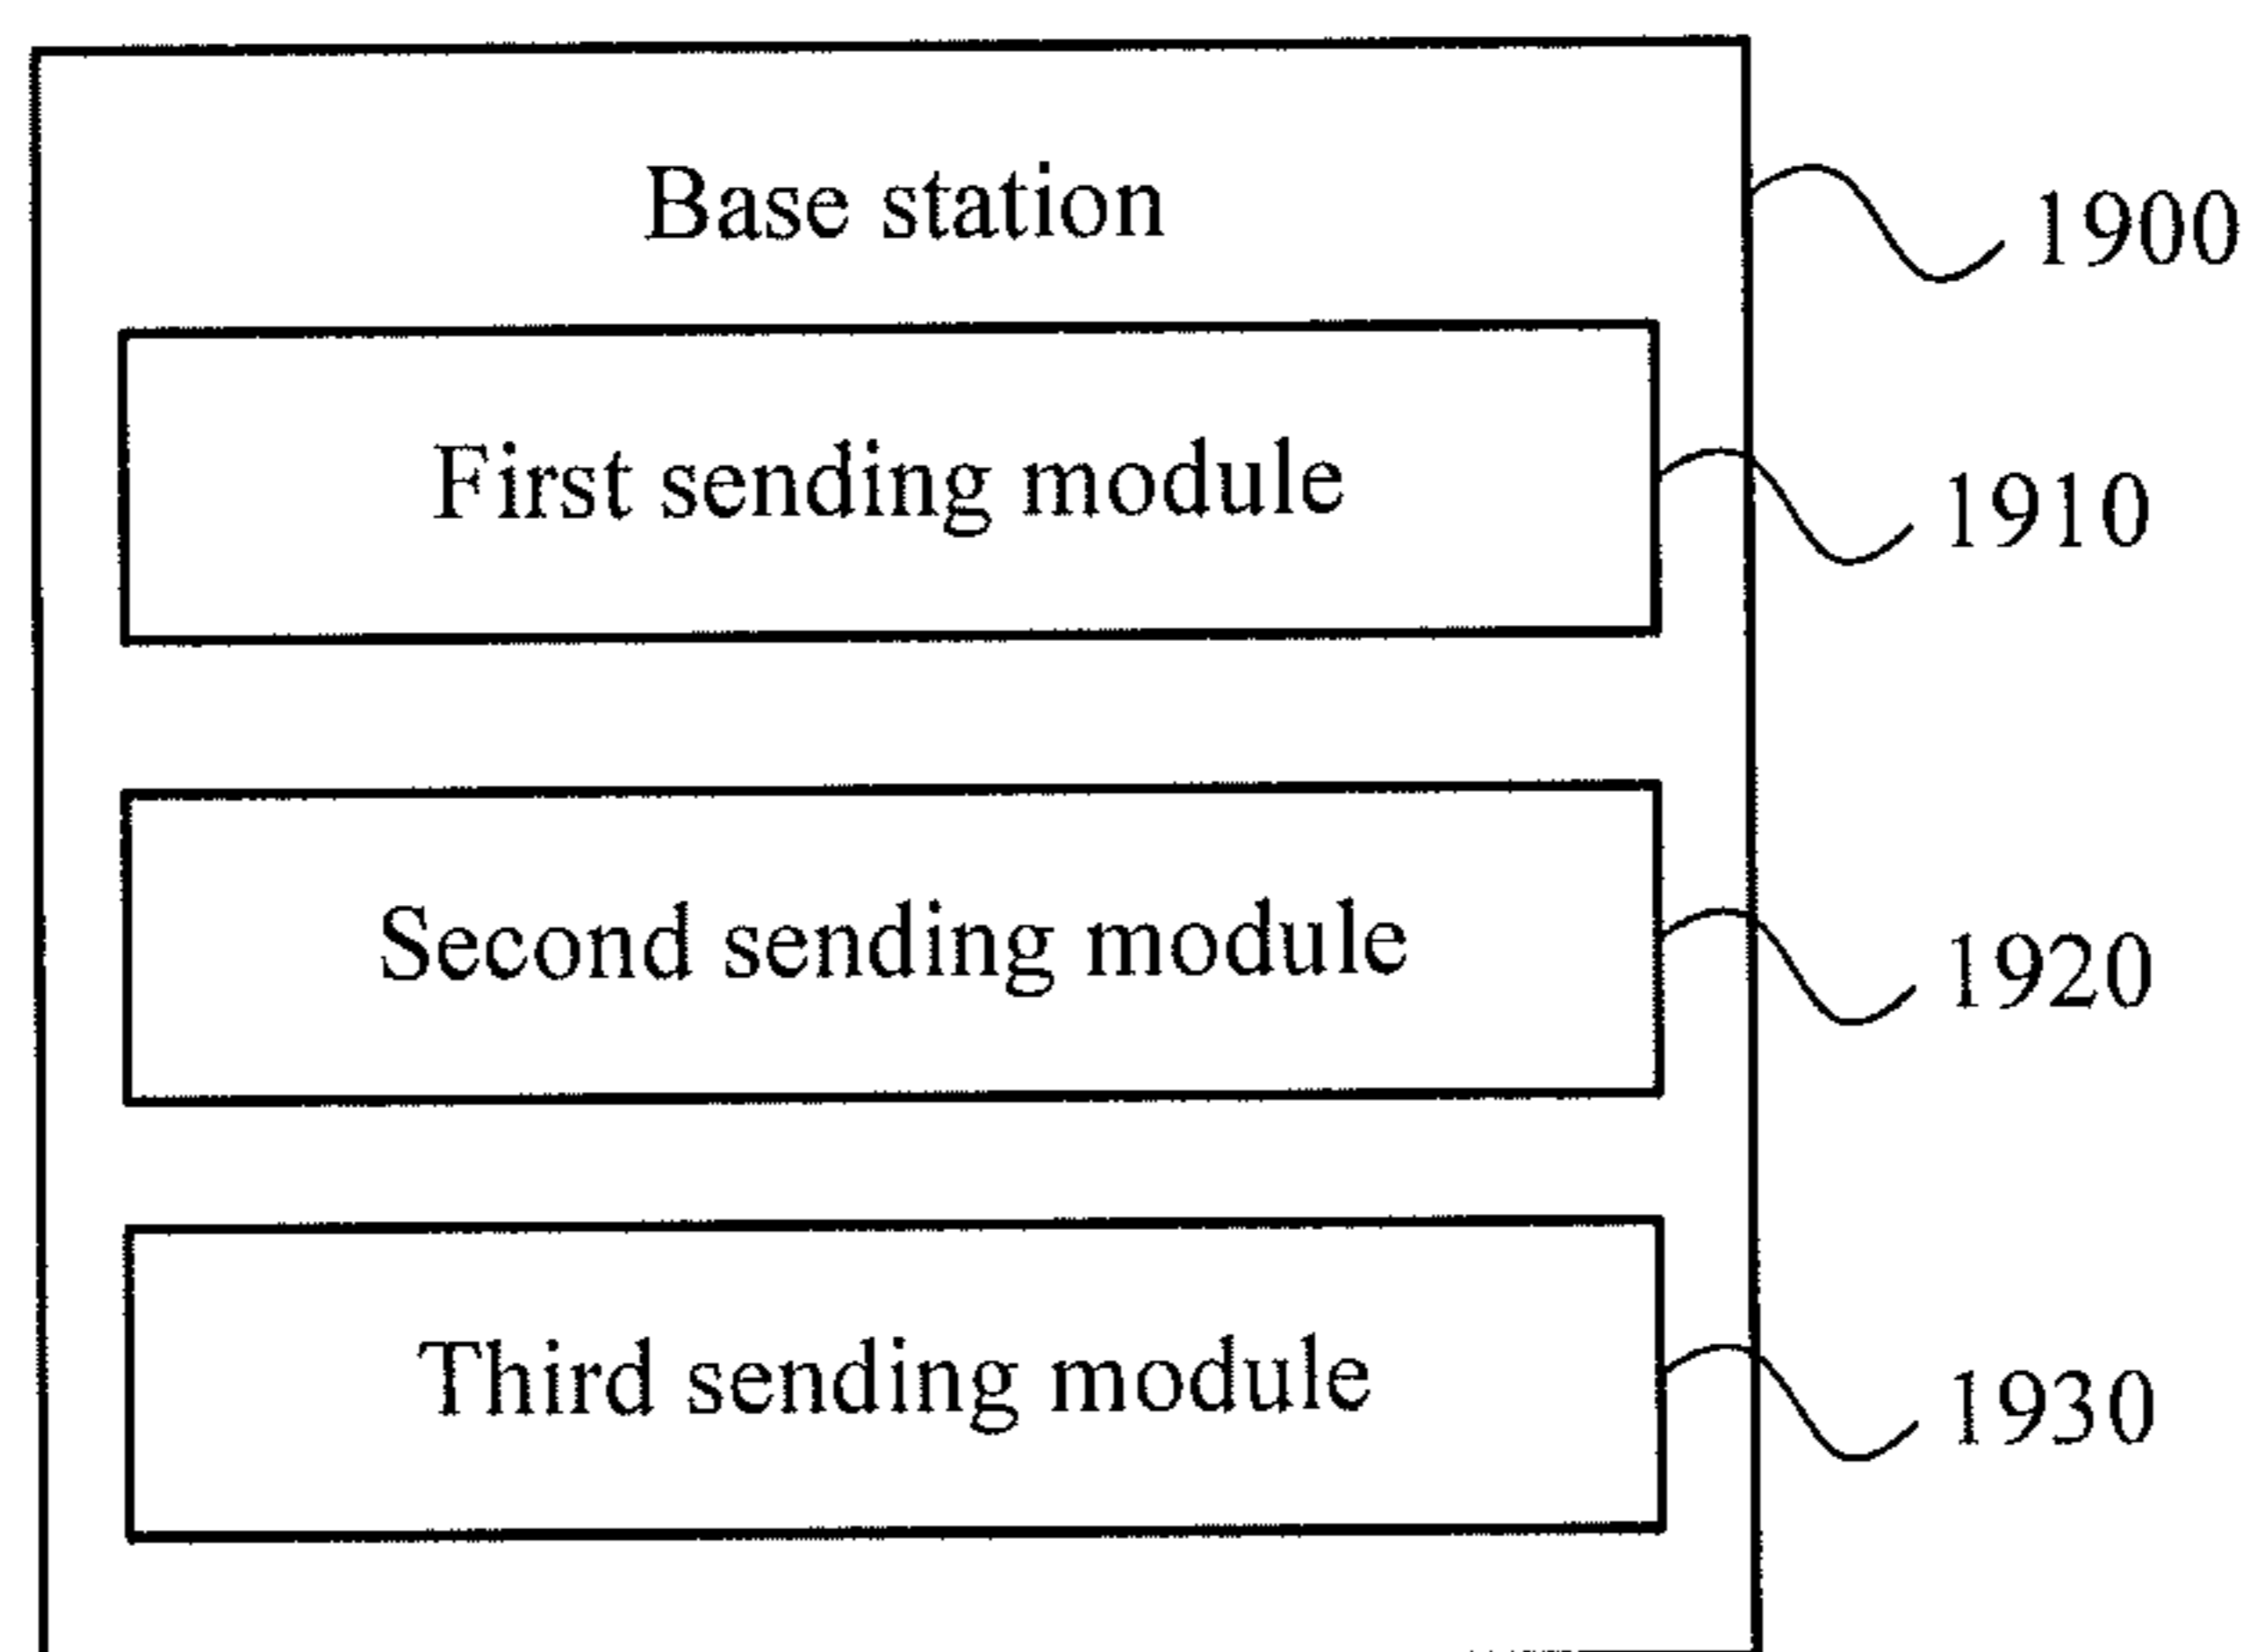 Base station
1900
First sending module
1910
Second sending module
1920
Third sending module
1930